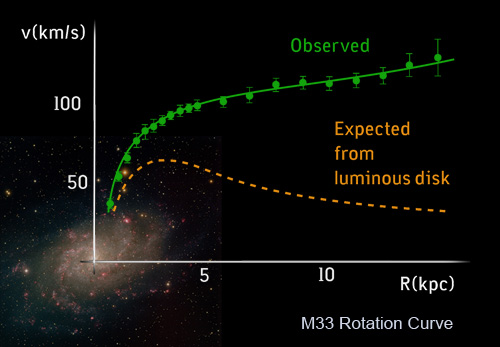 v(km/s)
Observed
100
Expected
from
luminous disk
50
5
10
R(kpc)
M33 Rotation Curve